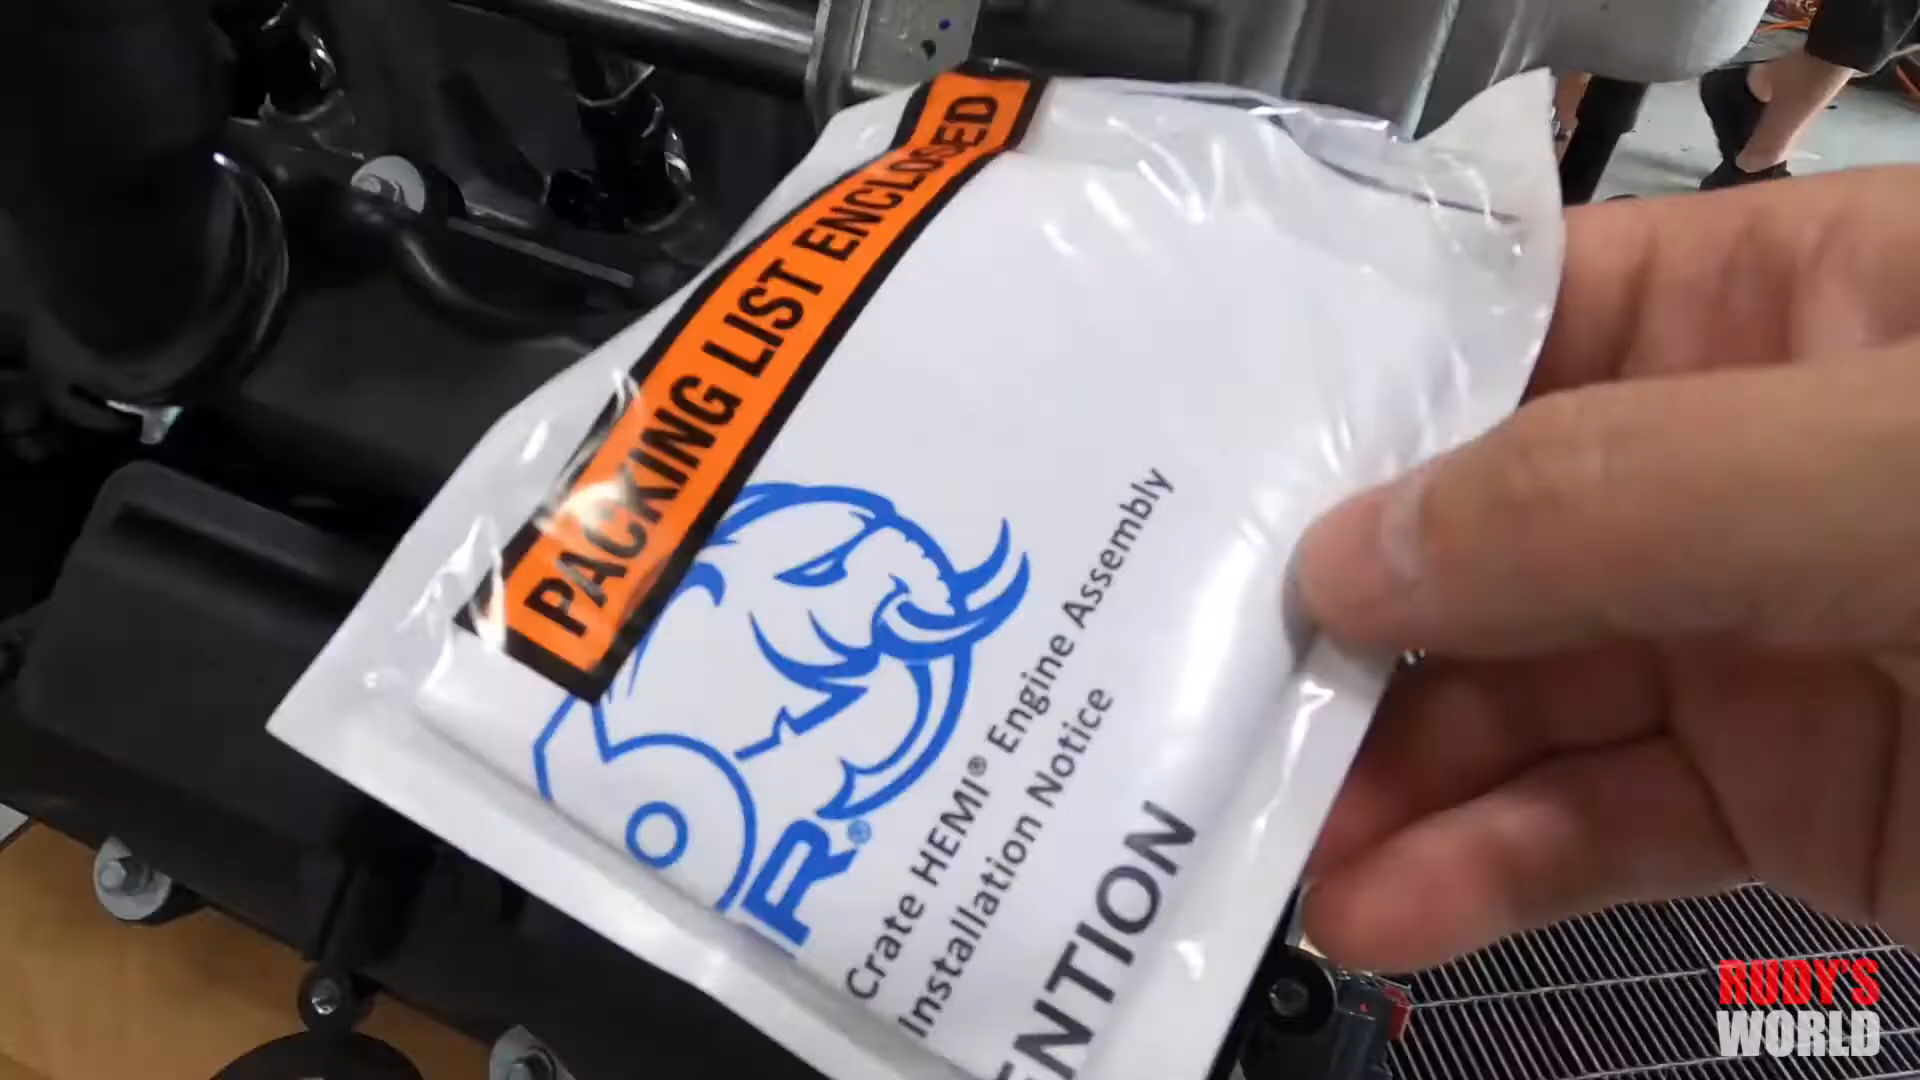 PACKING LIST ENCLOSED
R®
Crate HEMI® Engine Assembly
Installation Notice
ENTION
RUDY'S
WORLD